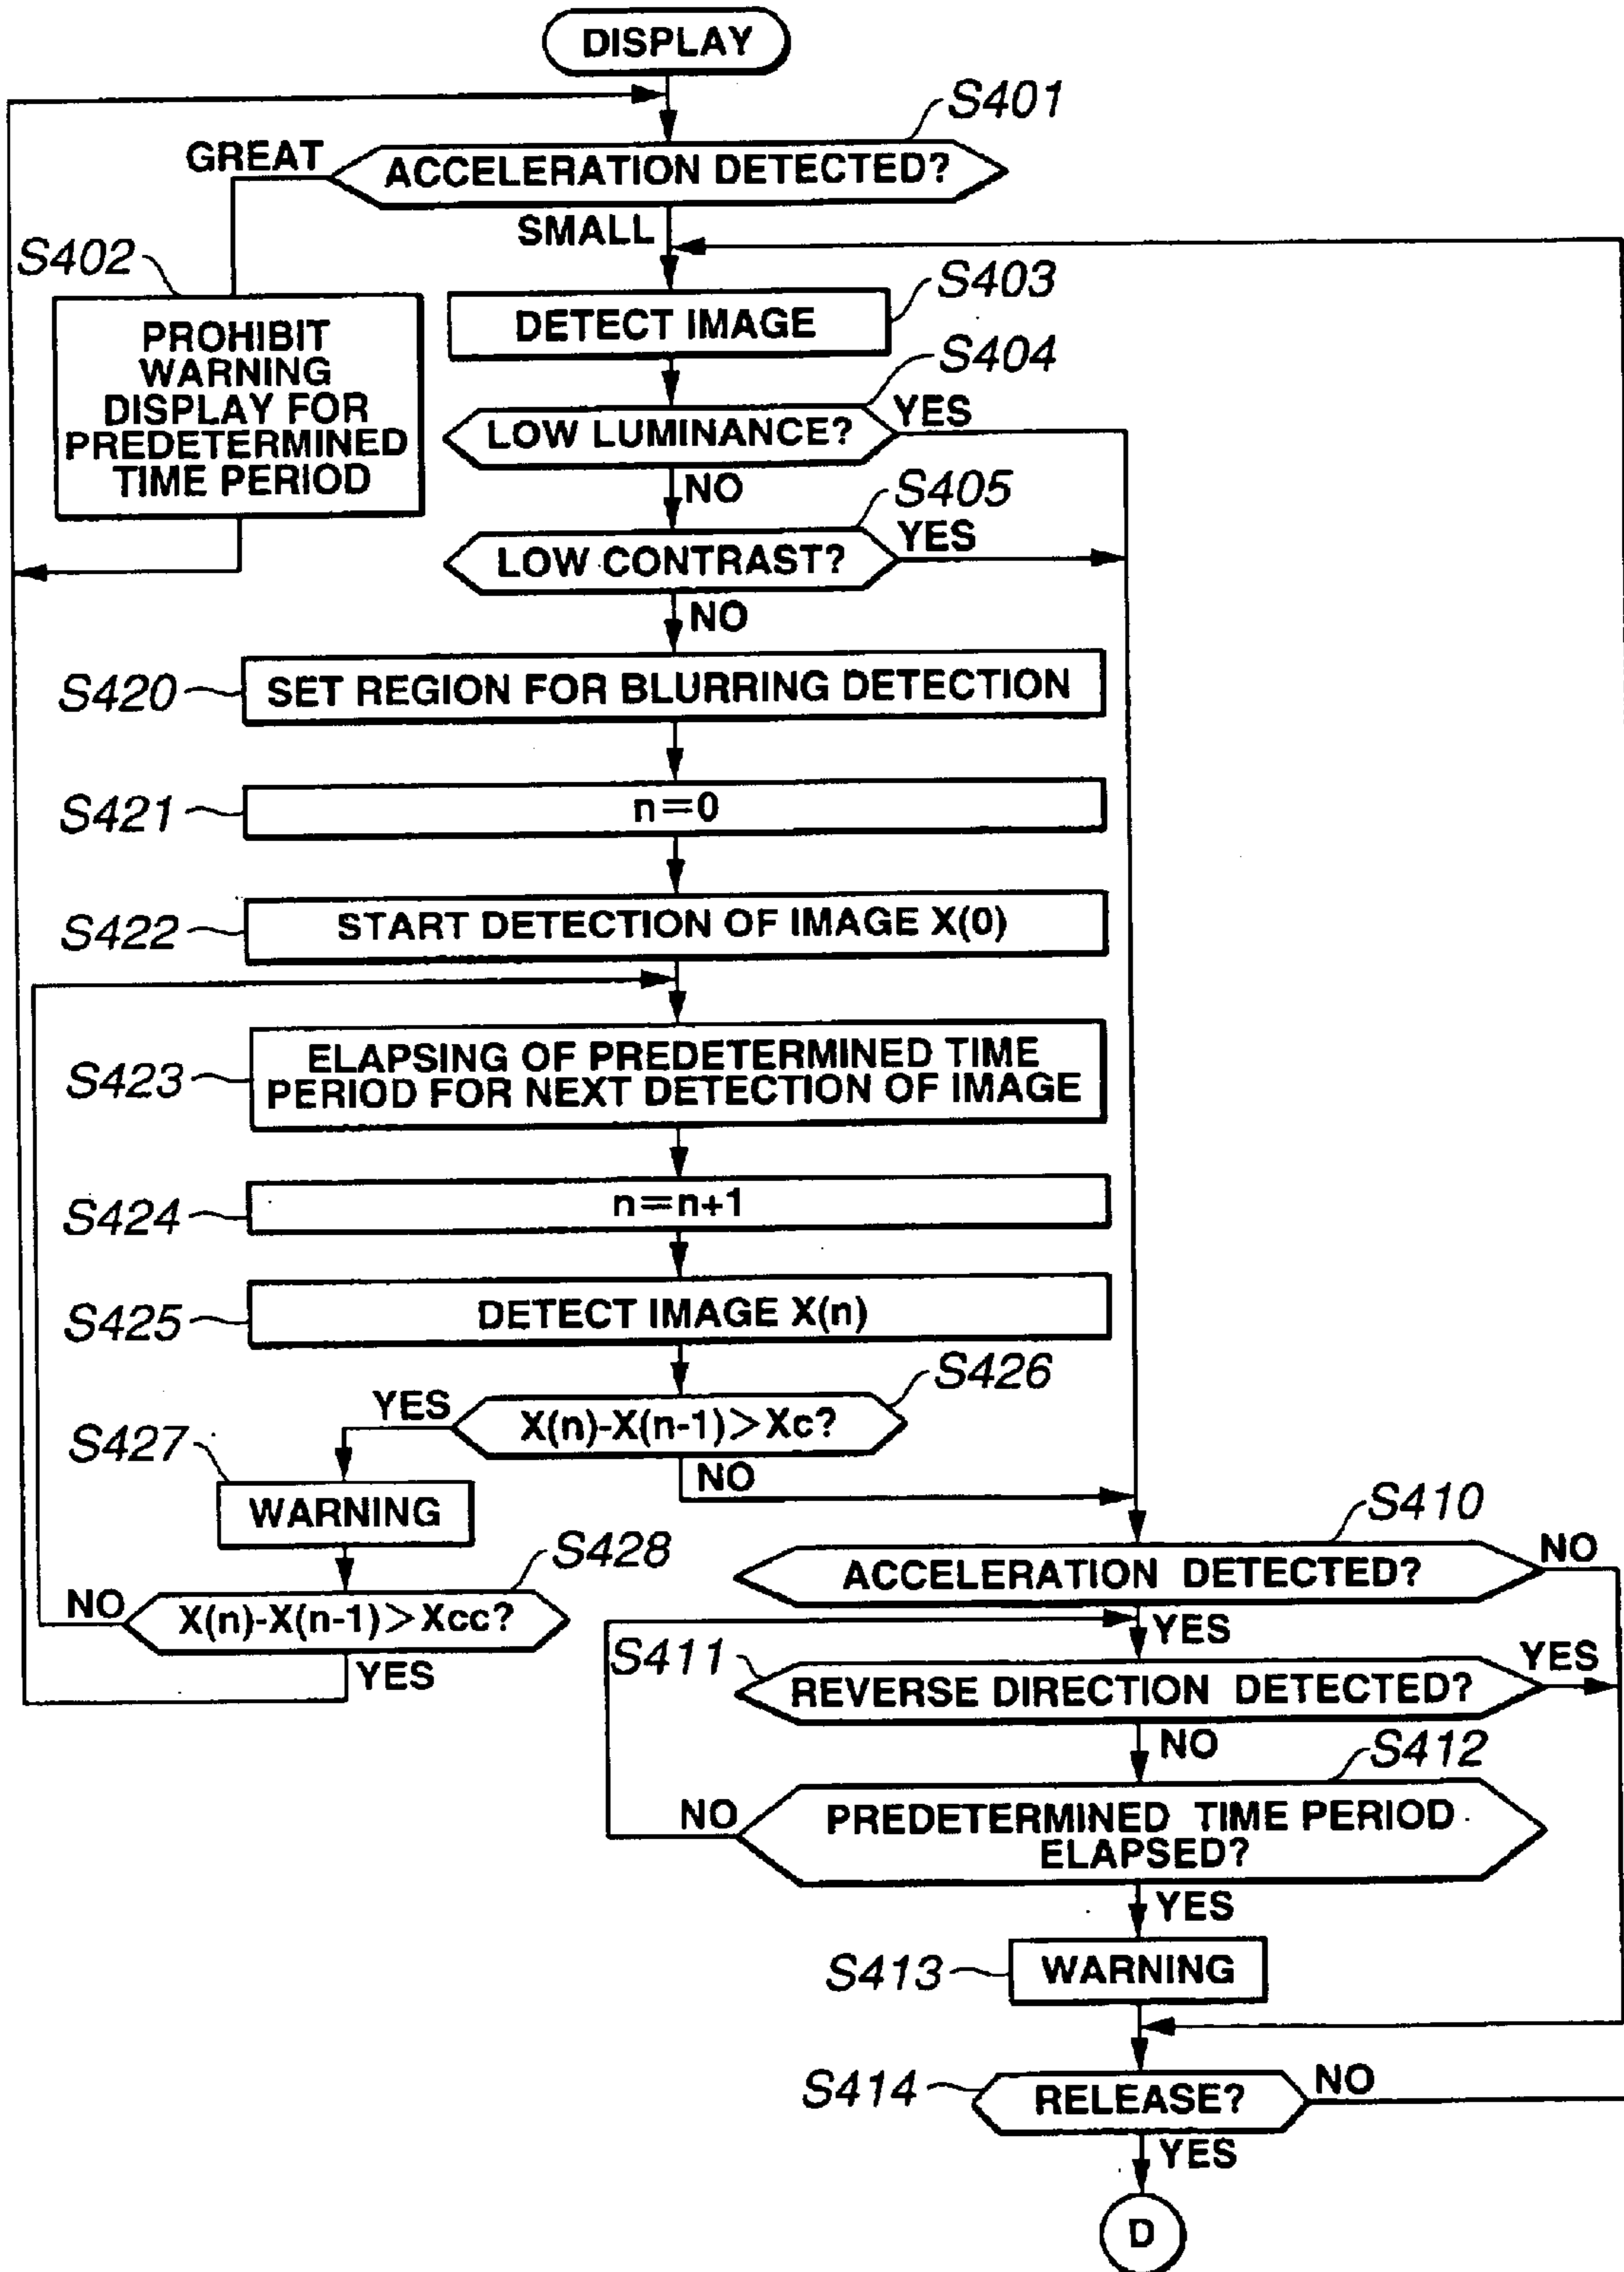 DISPLAY
S401
GREAT
ACCELERATION DETECTED?
SMALL
S402
S403
PROHIBIT
WARNING
DISPLAY FOR
PREDETERMINED
TIME PERIOD
DETECT IMAGE
S404
LOW LUMINANCE?
YES
NO
S405
LOW CONTRAST?
YES
NO
S420
SET REGION FOR BLURRING DETECTION
S421
n=0
S422
START DETECTION OF IMAGE X(0)
S423
ELAPSING OF PREDETERMINED TIME
PERIOD FOR NEXT DETECTION OF IMAGE
S424
n=n+1
S425
DETECT IMAGE X(n)
S426
YES
X(n)-X(n-1)>Xc?
NO
S427
WARNING
S428
NO
X(n)-X(n-1)>Xcc?
YES
S410
ACCELERATION DETECTED?
NO
YES
S411
REVERSE DIRECTION DETECTED?
YES
NO
S412
NO
PREDETERMINED TIME PERIOD
ELAPSED?
YES
S413
WARNING
S414
RELEASE?
NO
YES
D